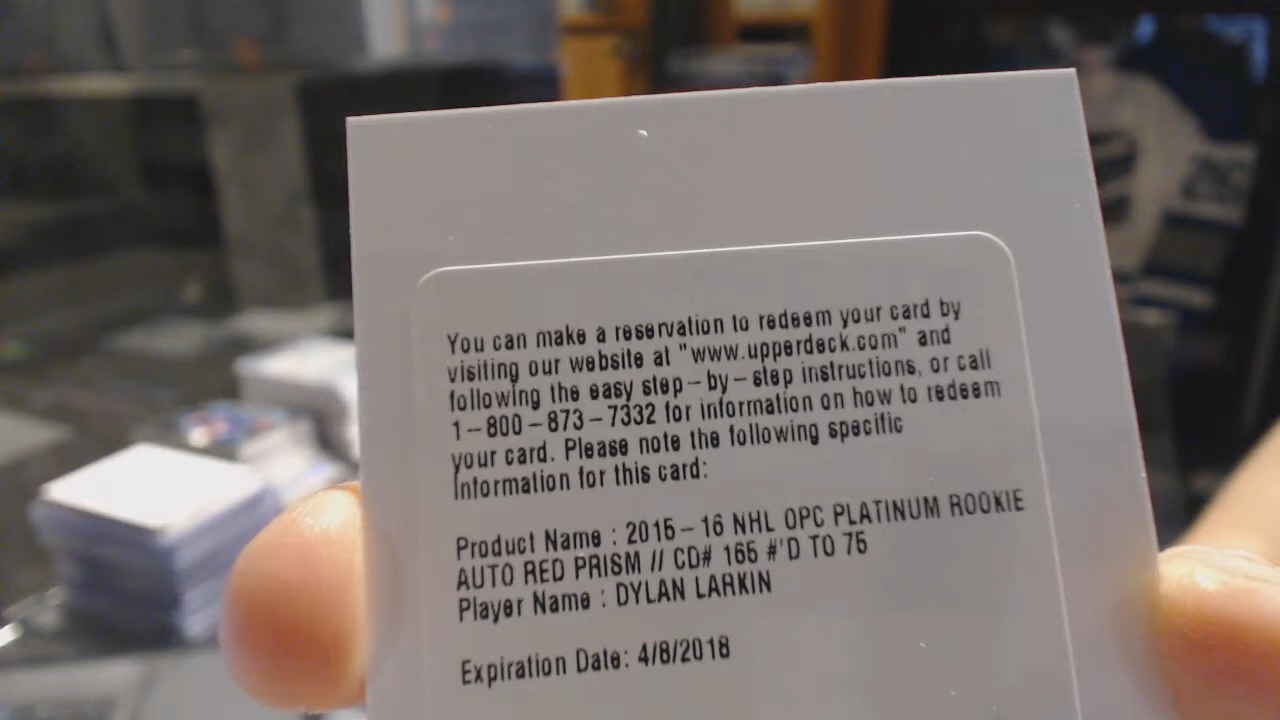 You can make a reservation to redeem your card by
visiting our website at "www.upperdeck.com" and
following the easy step-by-step instructions, or call
1-800-873-7332 for information on how to redeem
your card. Please note the following specific
information for this card:
Product Name : 2015-16 NHL OPC PLATINUM ROOKIE
AUTO RED PRISM // CD# 165 #'D TO 75
Player Name : DYLAN LARKIN
Expiration Date: 4/8/2018